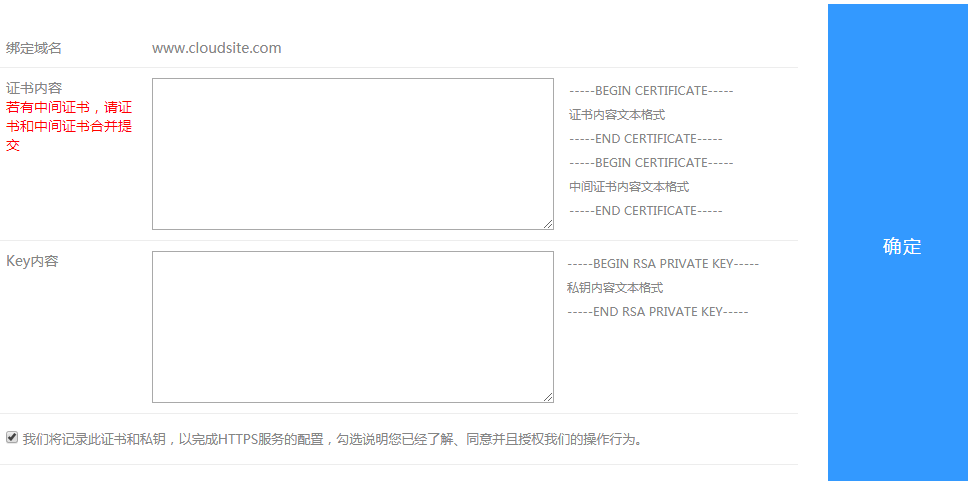 绑定域名 www.cloudsite.com
证书内容
若有中间证书，请证
书和中间证书合并提
交
-----BEGIN CERTIFICATE-----
证书内容文本格式
-----END CERTIFICATE-----
-----BEGIN CERTIFICATE-----
中间证书内容文本格式
-----END CERTIFICATE-----
Key内容
-----BEGIN RSA PRIVATE KEY-----
私钥内容文本格式
-----END RSA PRIVATE KEY-----
我们将记录此证书和私钥，以完成HTTPS服务的配置，勾选说明您已经了解、同意并且授权我们的操作行为。
确定